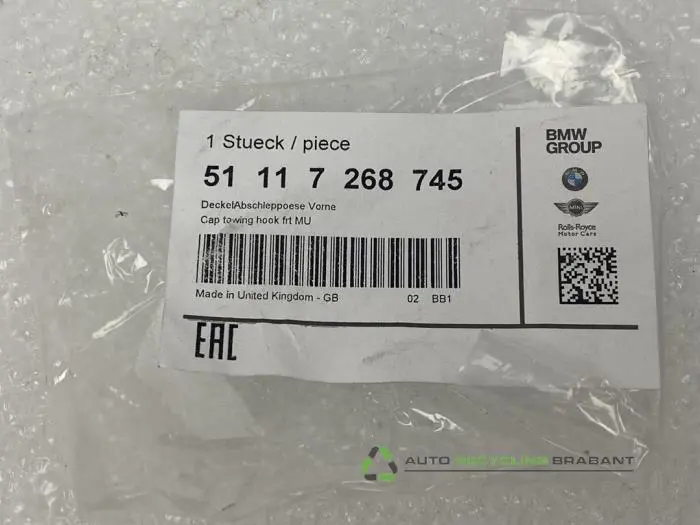 1 Stueck / piece
51 11 7 268 745
DeckelAbschleppoese Vorne
Cap towing hook frt MU
Made in United Kingdom - GB 02 BB1
EAC
BMW
GROUP
MINI
Rolls-Royce
Motor Cars
AUTO RECYCLING BRABANT